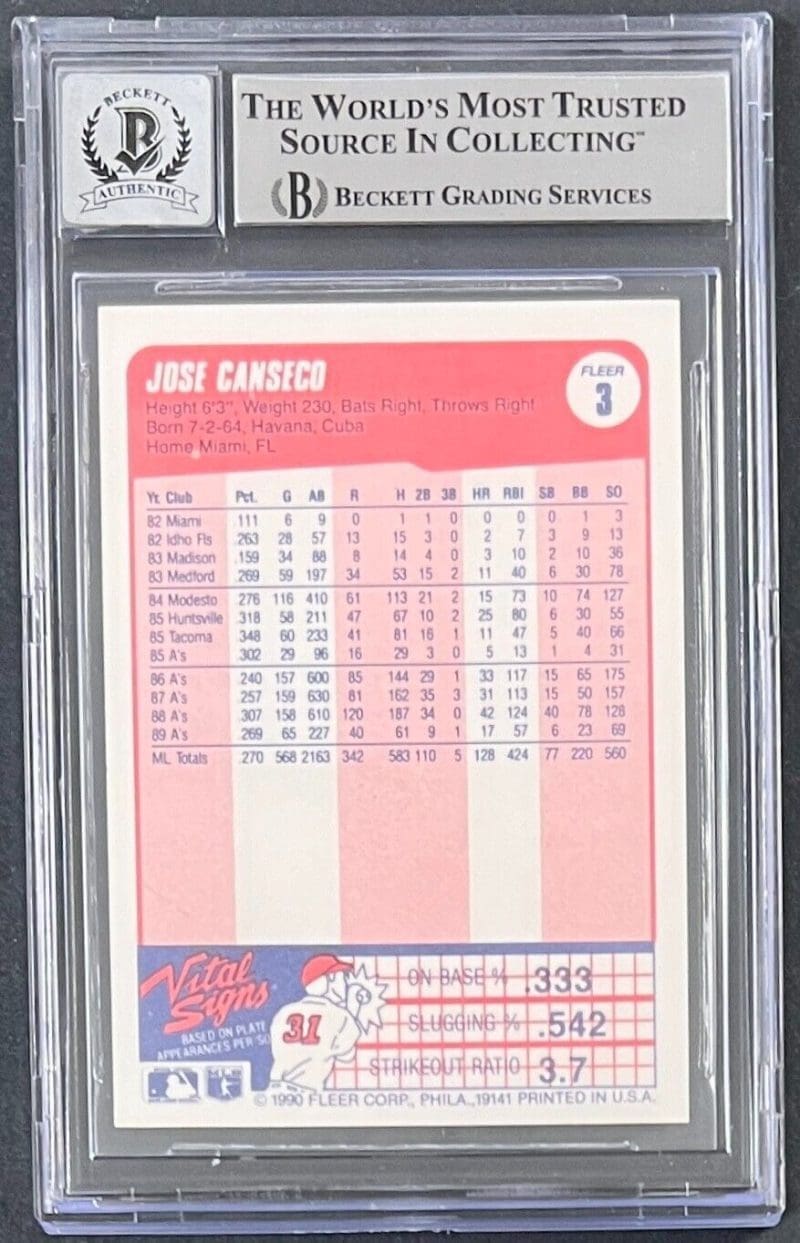 BECKETT
B
AUTHENTIC
THE WORLD'S MOST TRUSTED
SOURCE IN COLLECTING™
B BECKETT GRADING SERVICES
JOSE CANSECO
FLEER
3
Height 6'3", Weight 230, Bats Right, Throws Right
Born 7-2-64, Havana, Cuba
Home Miami, FL
Yr. Club Pct. G AB R H 2B 3B HR RBI SB BB SO
82 Miami .111 6 9 0 1 1 0 0 0 0 1 3
82 Idho Fls .263 28 57 13 15 3 0 2 7 3 9 13
83 Madison .159 34 88 8 14 4 0 3 10 2 10 36
83 Medford .269 59 197 34 53 15 2 11 40 6 30 78
84 Modesto .276 116 410 61 113 21 2 15 73 10 74 127
85 Huntsville .318 58 211 47 67 10 2 25 80 6 30 55
85 Tacoma .348 60 233 41 81 16 1 11 47 5 40 66
85 A's .302 29 96 16 29 3 0 5 13 1 4 31
86 A's .240 157 600 85 144 29 1 33 117 15 65 175
87 A's .257 159 630 81 162 35 3 31 113 15 50 157
88 A's .307 158 610 120 187 34 0 42 124 40 78 128
89 A's .269 65 227 40 61 9 1 17 57 6 23 69
ML Totals .270 568 2163 342 583 110 5 128 424 77 220 560
Vital
Signs
BASED ON PLATE
APPEARANCES PER SO
31
ON BASE % .333
SLUGGING % .542
STRIKEOUT RATIO 3.7
© 1990 FLEER CORP., PHILA.,19141 PRINTED IN U.S.A.